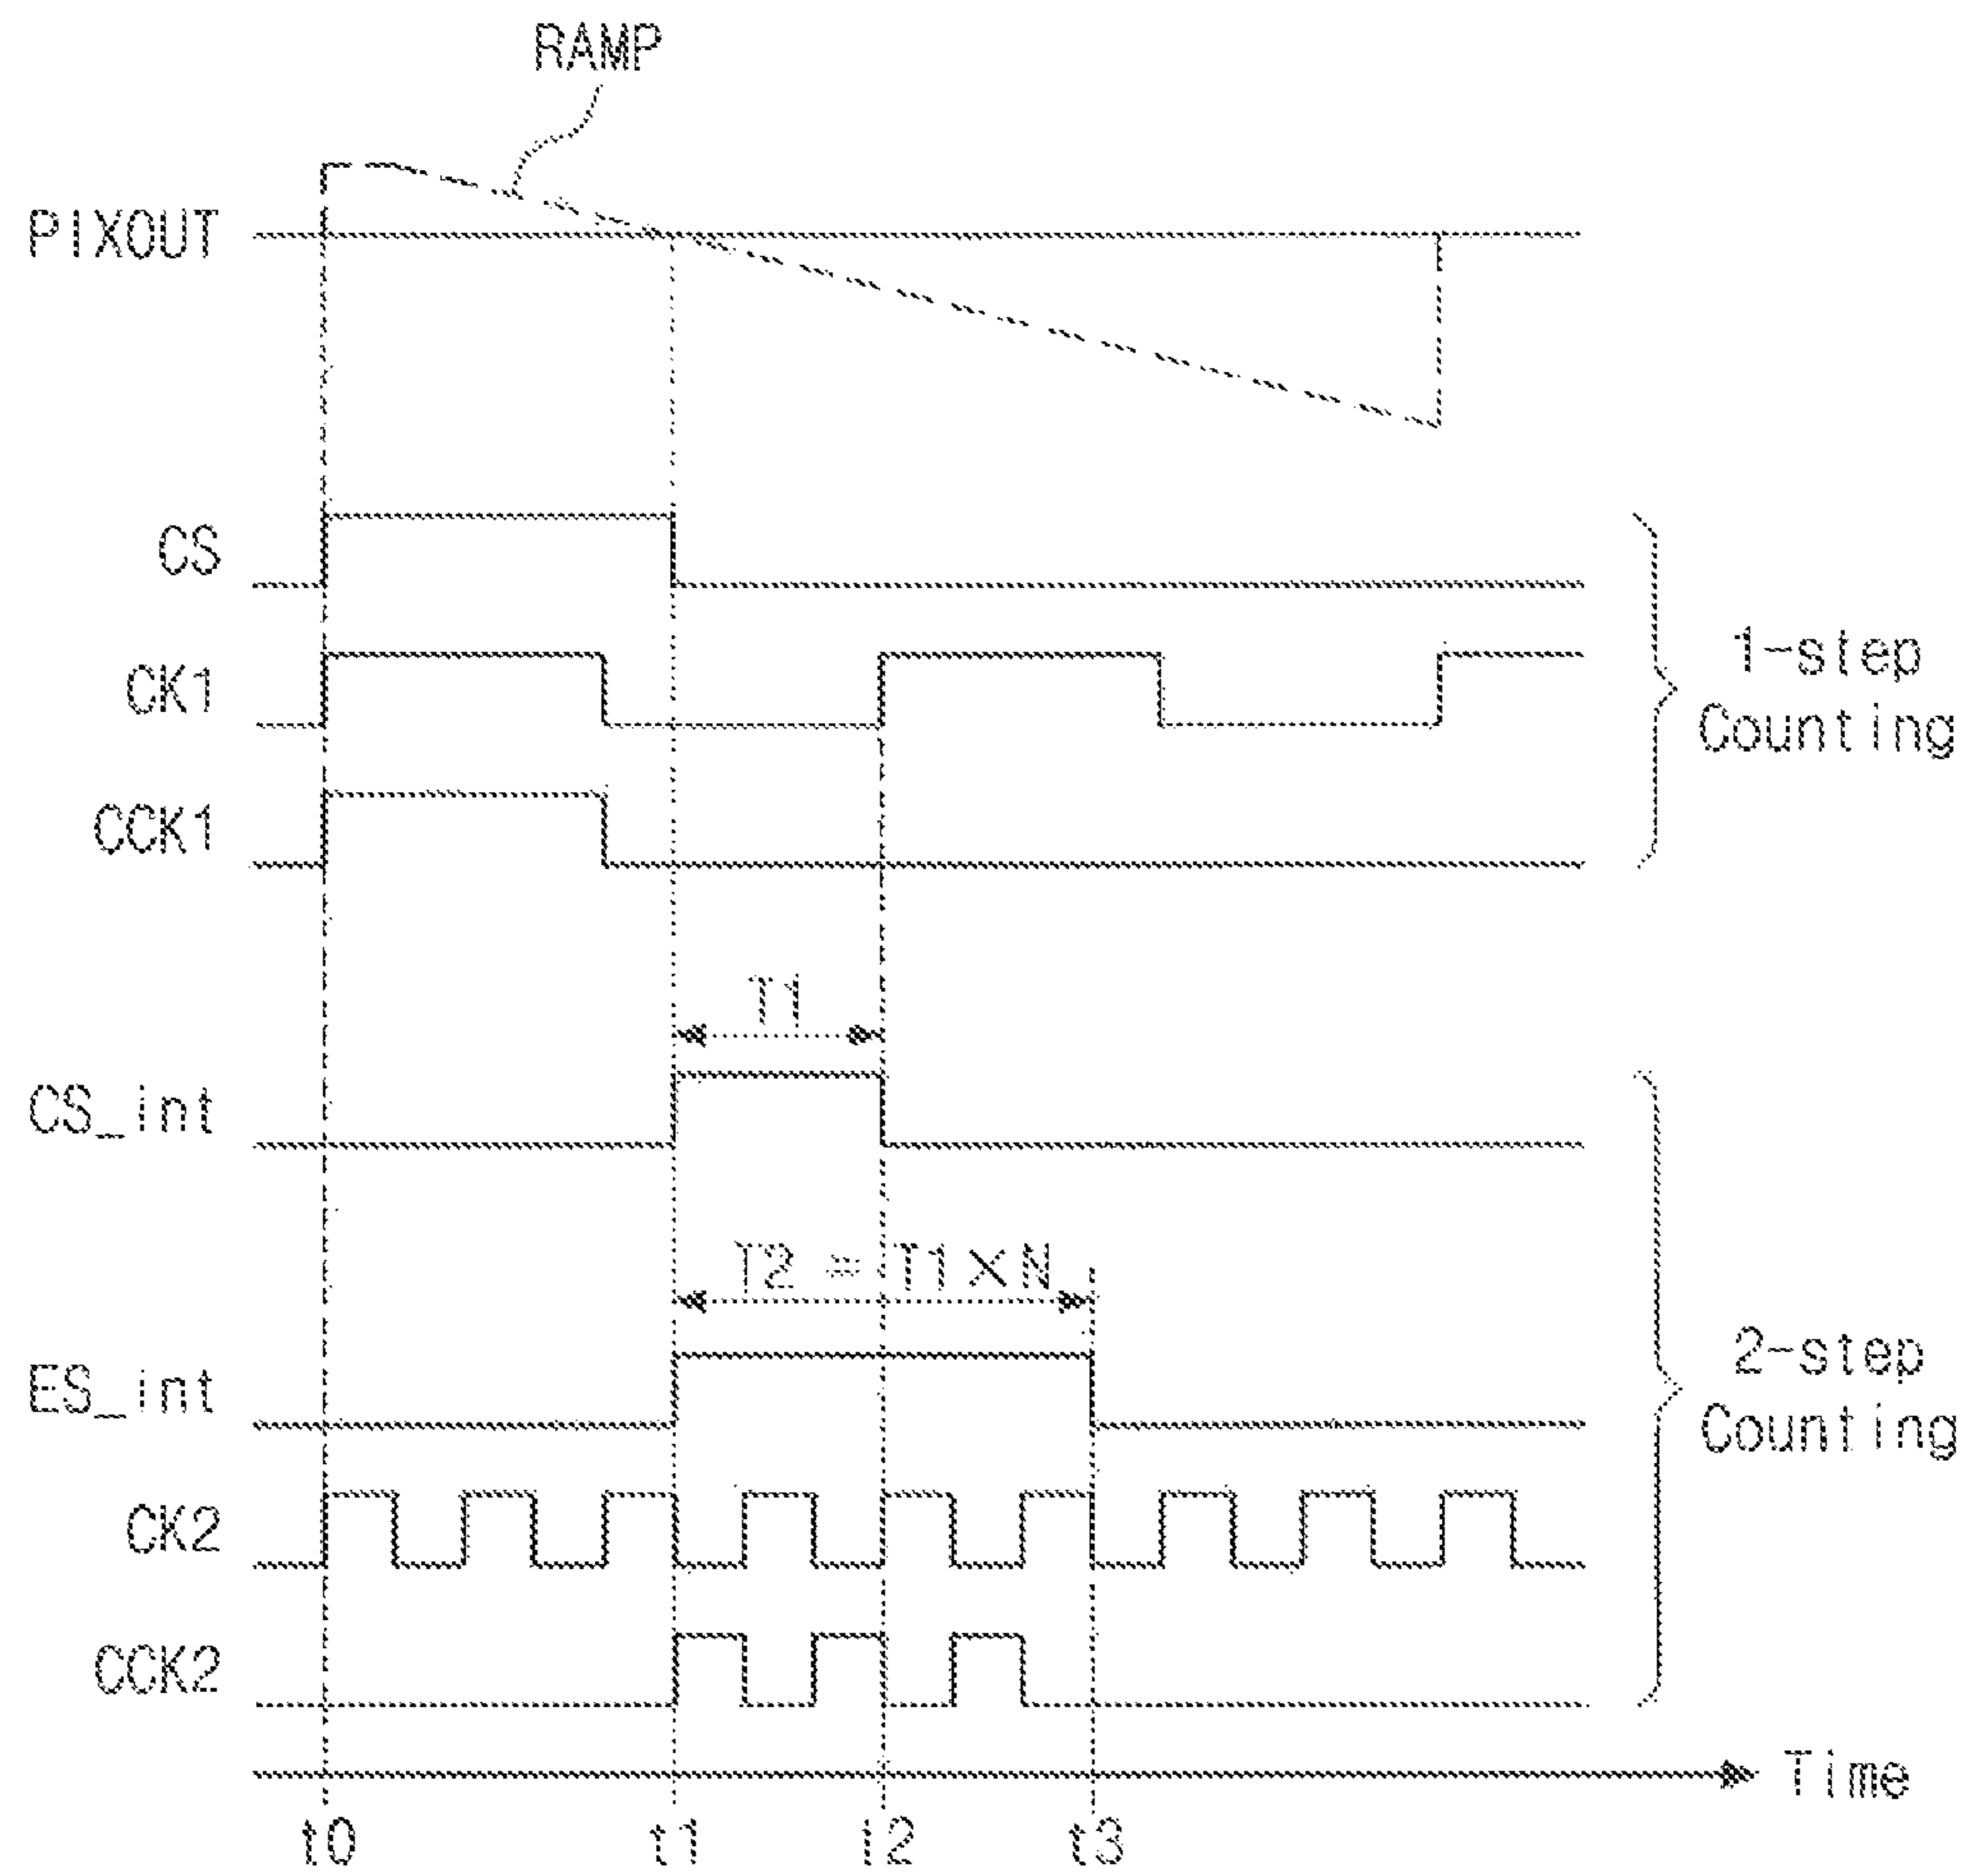 RAMP
PIXOUT
CS
CK1
CCK1
1-step
Counting
T1
CS_int
T2 = T1×N
ES_int
CK2
CCK2
2-step
Counting
Time
t0
t1
t2
t3